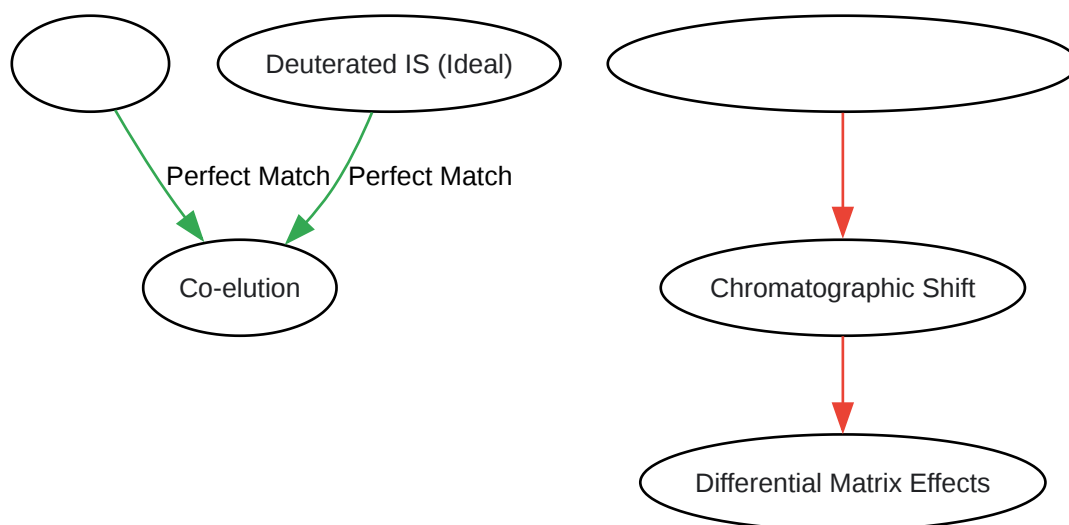 Deuterated IS (Ideal)
Perfect Match
Perfect Match
Co-elution
Chromatographic Shift
Differential Matrix Effects